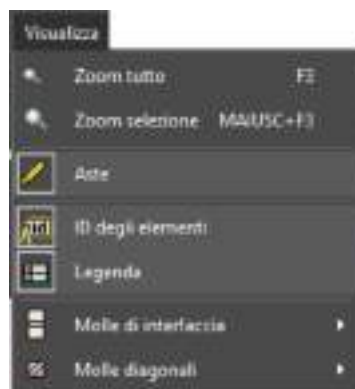 Visualizza
Zoom tutto F3
Zoom selezione MAIUSC+F3
Aste
ID degli elementi
Legenda
Molle di interfaccia
Molle diagonali